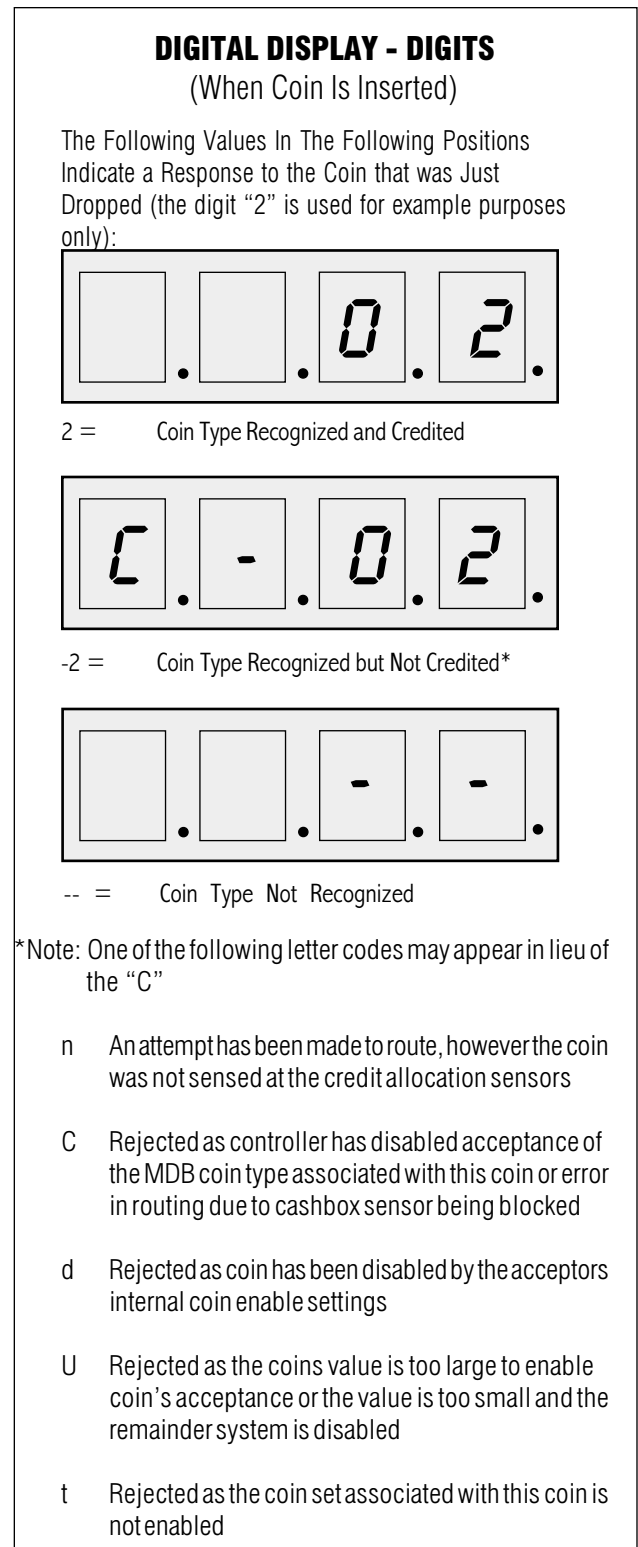 DIGITAL DISPLAY - DIGITS
(When Coin Is Inserted)
The Following Values In The Following Positions
Indicate a Response to the Coin that was Just
Dropped (the digit “2” is used for example purposes
only):
. . 0. 2.
2 = Coin Type Recognized and Credited
C. -. 0. 2.
-2 = Coin Type Recognized but Not Credited*
. . -. -.
-- = Coin Type Not Recognized
*Note: One of the following letter codes may appear in lieu of
the “C”
n An attempt has been made to route, however the coin
was not sensed at the credit allocation sensors
C Rejected as controller has disabled acceptance of
the MDB coin type associated with this coin or error
in routing due to cashbox sensor being blocked
d Rejected as coin has been disabled by the acceptors
internal coin enable settings
U Rejected as the coins value is too large to enable
coin’s acceptance or the value is too small and the
remainder system is disabled
t Rejected as the coin set associated with this coin is
not enabled